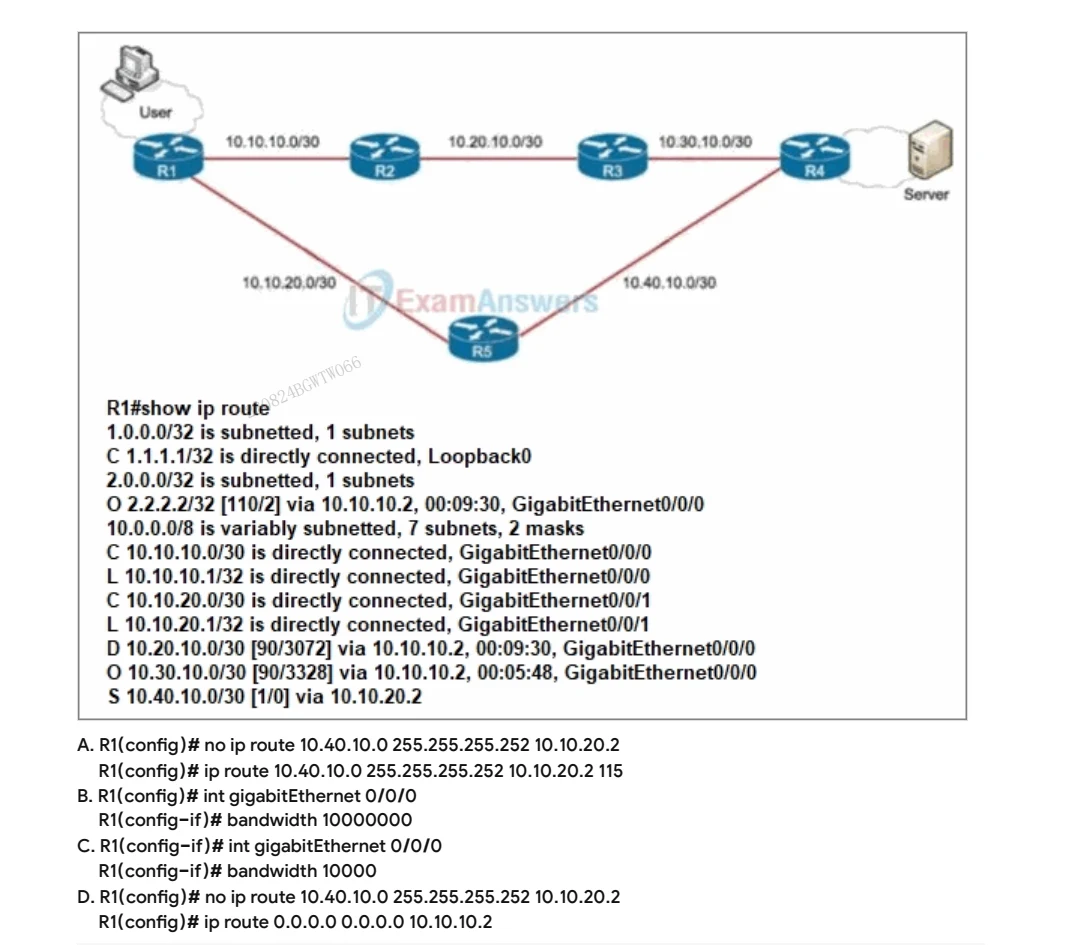 User
10.10.10.0/30
10.20.10.0/30
10.30.10.0/30
R1
R2
R3
R4
Server
10.10.20.0/30
10.40.10.0/30
IT ExamAnswers
R5
R1#show ip route
1.0.0.0/32 is subnetted, 1 subnets
C 1.1.1.1/32 is directly connected, Loopback0
2.0.0.0/32 is subnetted, 1 subnets
O 2.2.2.2/32 [110/2] via 10.10.10.2, 00:09:30, GigabitEthernet0/0/0
10.0.0.0/8 is variably subnetted, 7 subnets, 2 masks
C 10.10.10.0/30 is directly connected, GigabitEthernet0/0/0
L 10.10.10.1/32 is directly connected, GigabitEthernet0/0/0
C 10.10.20.0/30 is directly connected, GigabitEthernet0/0/1
L 10.10.20.1/32 is directly connected, GigabitEthernet0/0/1
D 10.20.10.0/30 [90/3072] via 10.10.10.2, 00:09:30, GigabitEthernet0/0/0
O 10.30.10.0/30 [90/3328] via 10.10.10.2, 00:05:48, GigabitEthernet0/0/0
S 10.40.10.0/30 [1/0] via 10.10.20.2
A. R1(config)# no ip route 10.40.10.0 255.255.255.252 10.10.20.2
R1(config)# ip route 10.40.10.0 255.255.255.252 10.10.20.2 115
B. R1(config)# int gigabitEthernet 0/0/0
R1(config-if)# bandwidth 10000000
C. R1(config-if)# int gigabitEthernet 0/0/0
R1(config-if)# bandwidth 10000
D. R1(config)# no ip route 10.40.10.0 255.255.255.252 10.10.20.2
R1(config)# ip route 0.0.0.0 0.0.0.0 10.10.10.2